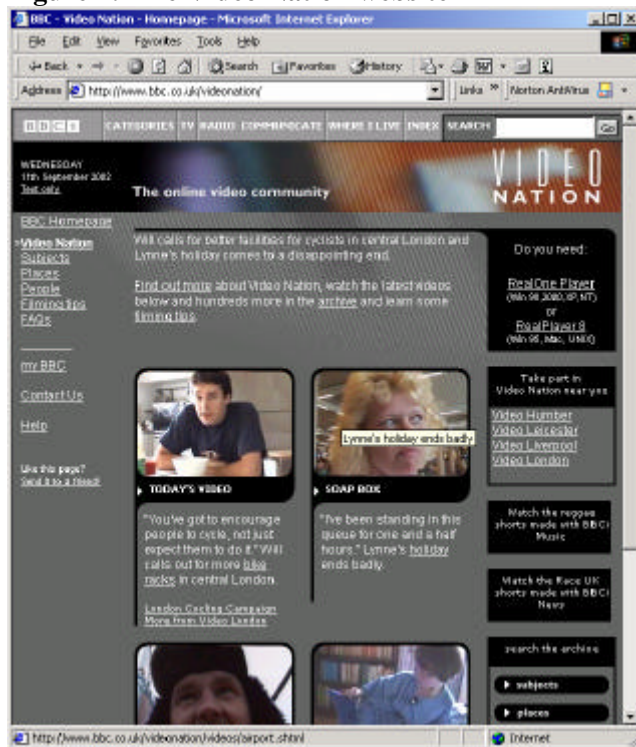 BBC - Video Nation - Homepage - Microsoft Internet Explorer
File Edit View Favorites Tools Help
Back Search Favorites History
Address http://www.bbc.co.uk/videonation/ Links » Norton AntiVirus
BBCi CATEGORIES TV RADIO COMMUNICATE WHERE I LIVE INDEX SEARCH Go
WEDNESDAY
11th September 2002
Text only
The online video community
VIDEO
NATION
BBC Homepage
»Video Nation
Subjects
Places
People
Filming tips
FAQs
my BBC
Contact Us
Help
Like this page?
Send it to a friend!
Will calls for better facilities for cyclists in central London and
Lynne's holiday comes to a disappointing end.
Find out more about Video Nation, watch the latest videos
below and hundreds more in the archive and learn some
filming tips.
TODAY'S VIDEO
"You've got to encourage
people to cycle, not just
expect them to do it." Will
calls out for more bike
racks in central London.
London Cycling Campaign
More from Video London
Lynne's holiday ends badly
SOAP BOX
"I've been standing in this
queue for one and a half
hours." Lynne's holiday
ends badly.
Do you need:
RealOne Player
(Win 98, 2000, XP, NT)
or
RealPlayer 8
(Win 95, Mac, UNIX)
Take part in
Video Nation near you
Video Humber
Video Leicester
Video Liverpool
Video London
Watch the reggae
shorts made with BBCi
Music
Watch the Race UK
shorts made with BBCi
News
search the archive
subjects
places
http://www.bbc.co.uk/videonation/videos/airport.shtml Internet